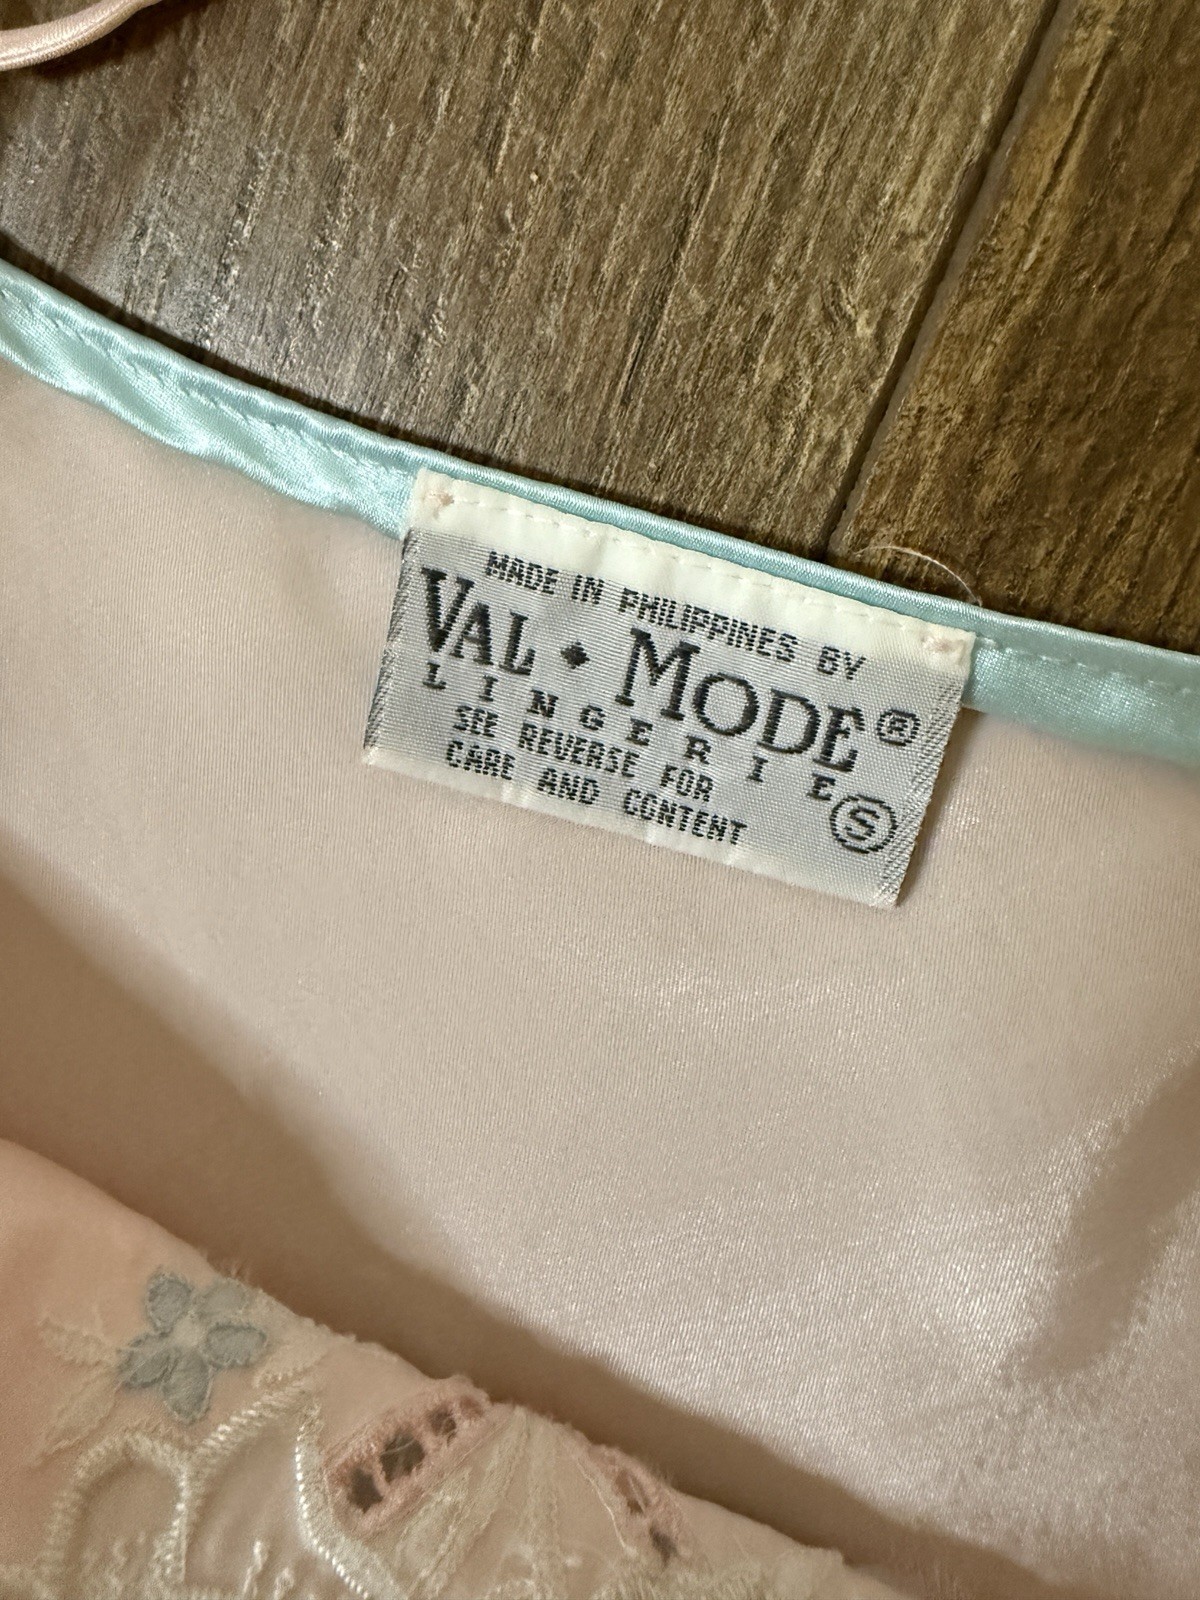 MADE IN PHILIPPINES BY
VAL ♦ MODE®
LINGERIE
SEE REVERSE FOR
CARE AND CONTENT
S